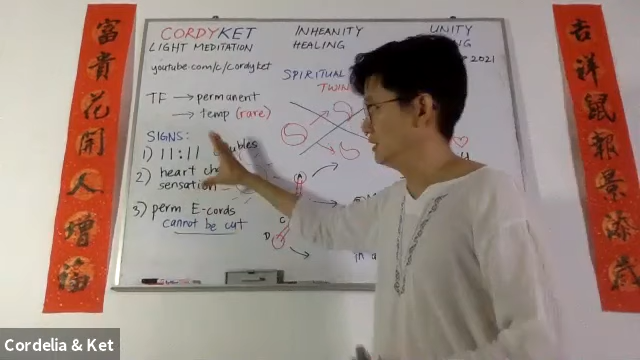 富貴花開人增福
CORDYKET
LIGHT MEDITATION
youtube.com/c/cordyket
TF → permanent
→ temp (rare)
SIGNS:
1) 11:11
2) heart
sensation
3) perm E-cords
cannot be cut
INHEANITY
HEALING
SPIRITUAL
TWIN
A
C
D
in a
UNITY
2021
吉祥鼠報景添歲
Cordelia & Ket